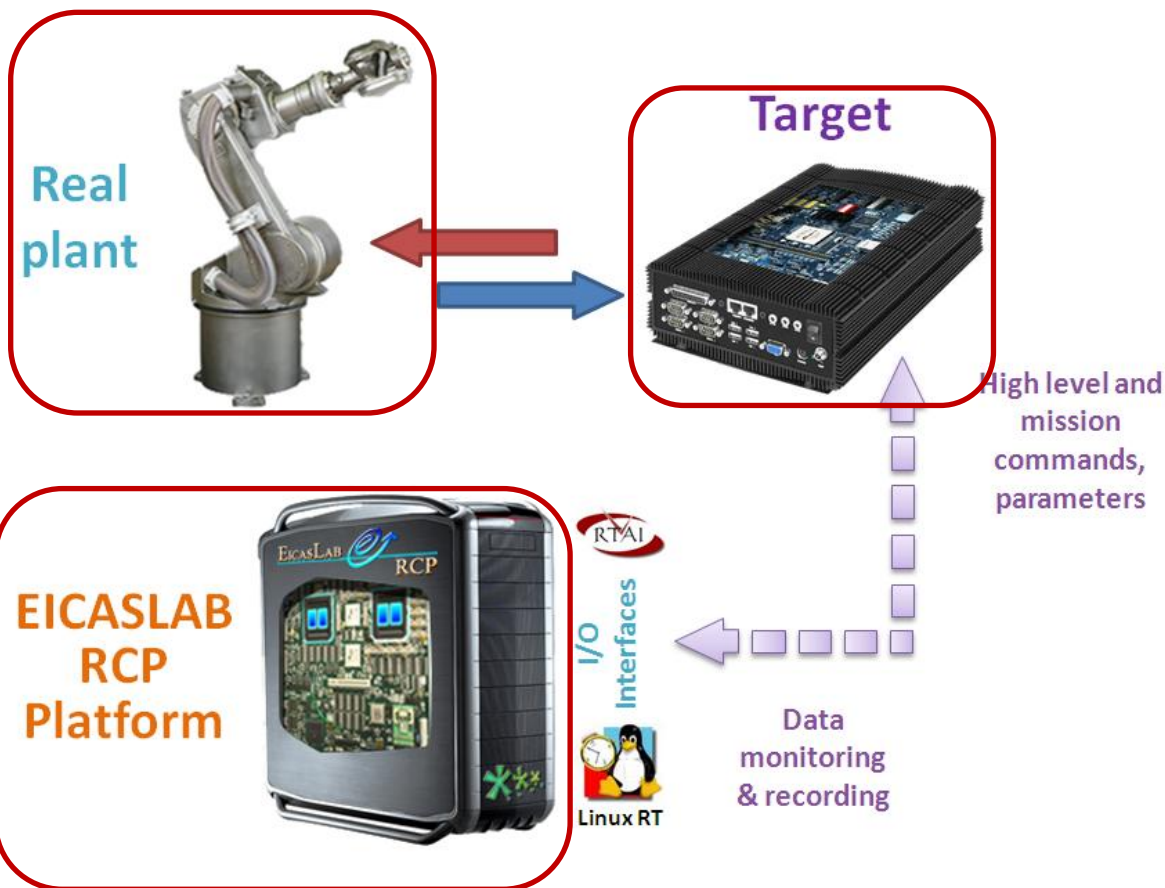 Real
plant
Target
High level and
mission
commands,
parameters
EICASLAB
RCP
Platform
EICASLAB
RCP
RTAI
I/O
Interfaces
Linux RT
Data
monitoring
& recording